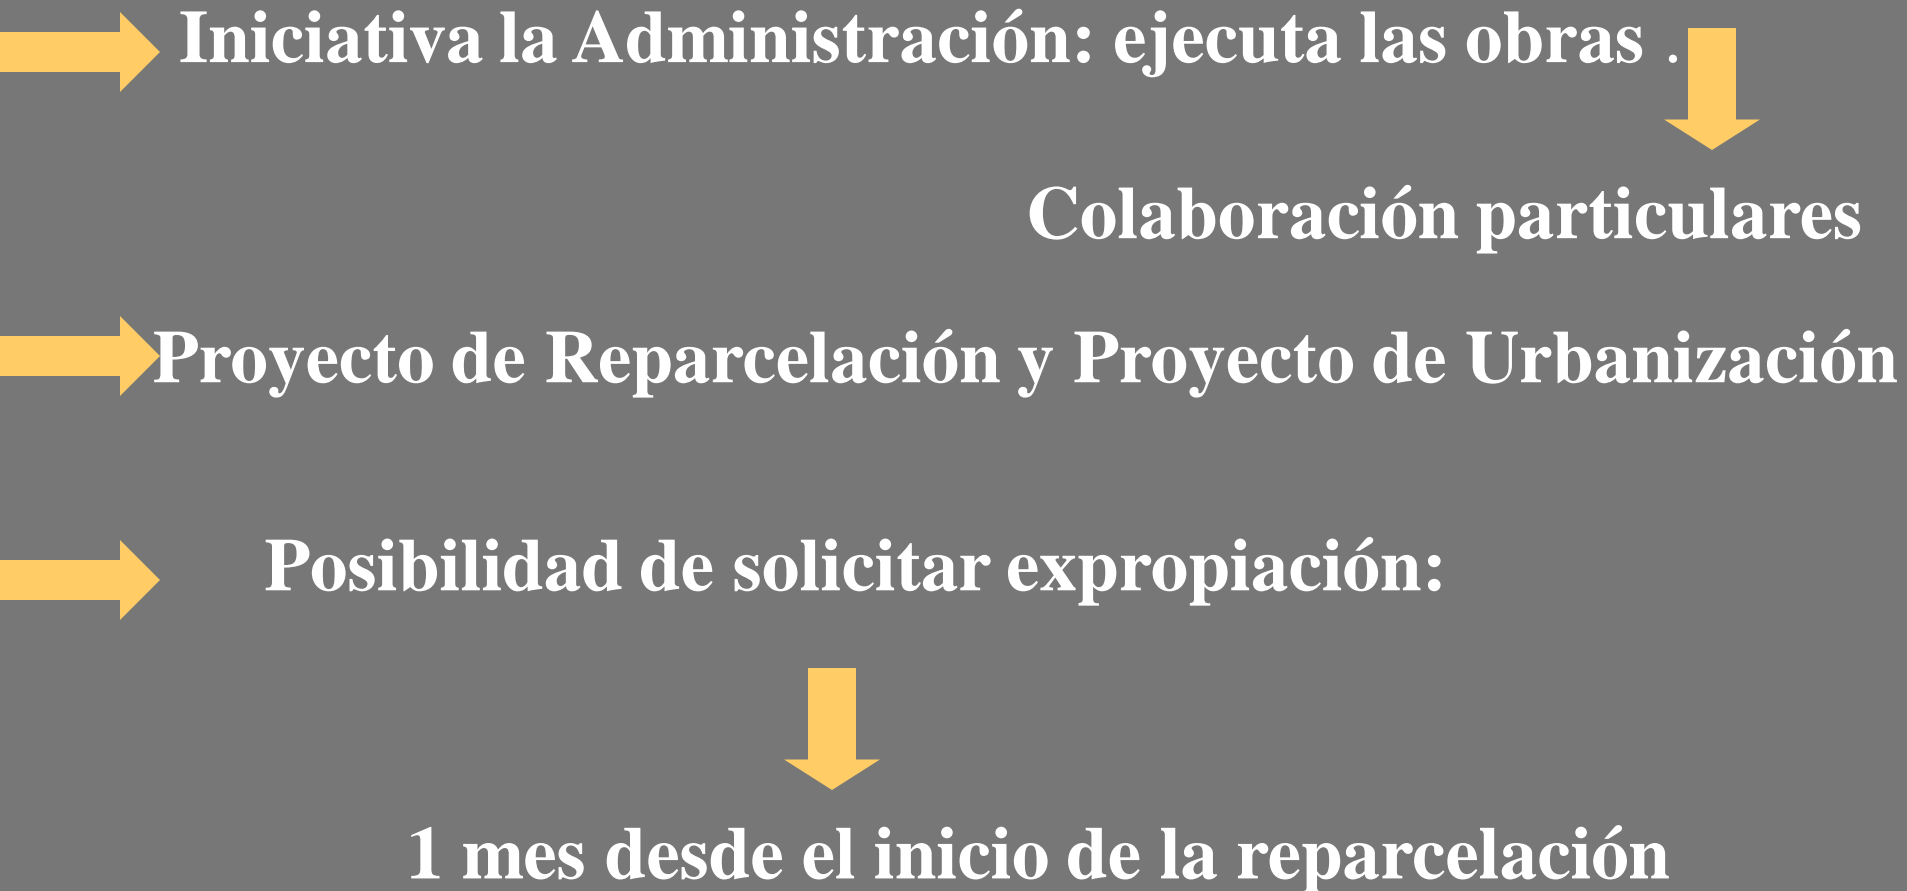 Iniciativa la Administración: ejecuta las obras .
Colaboración particulares
Proyecto de Reparcelación y Proyecto de Urbanización
Posibilidad de solicitar expropiación:
1 mes desde el inicio de la reparcelación